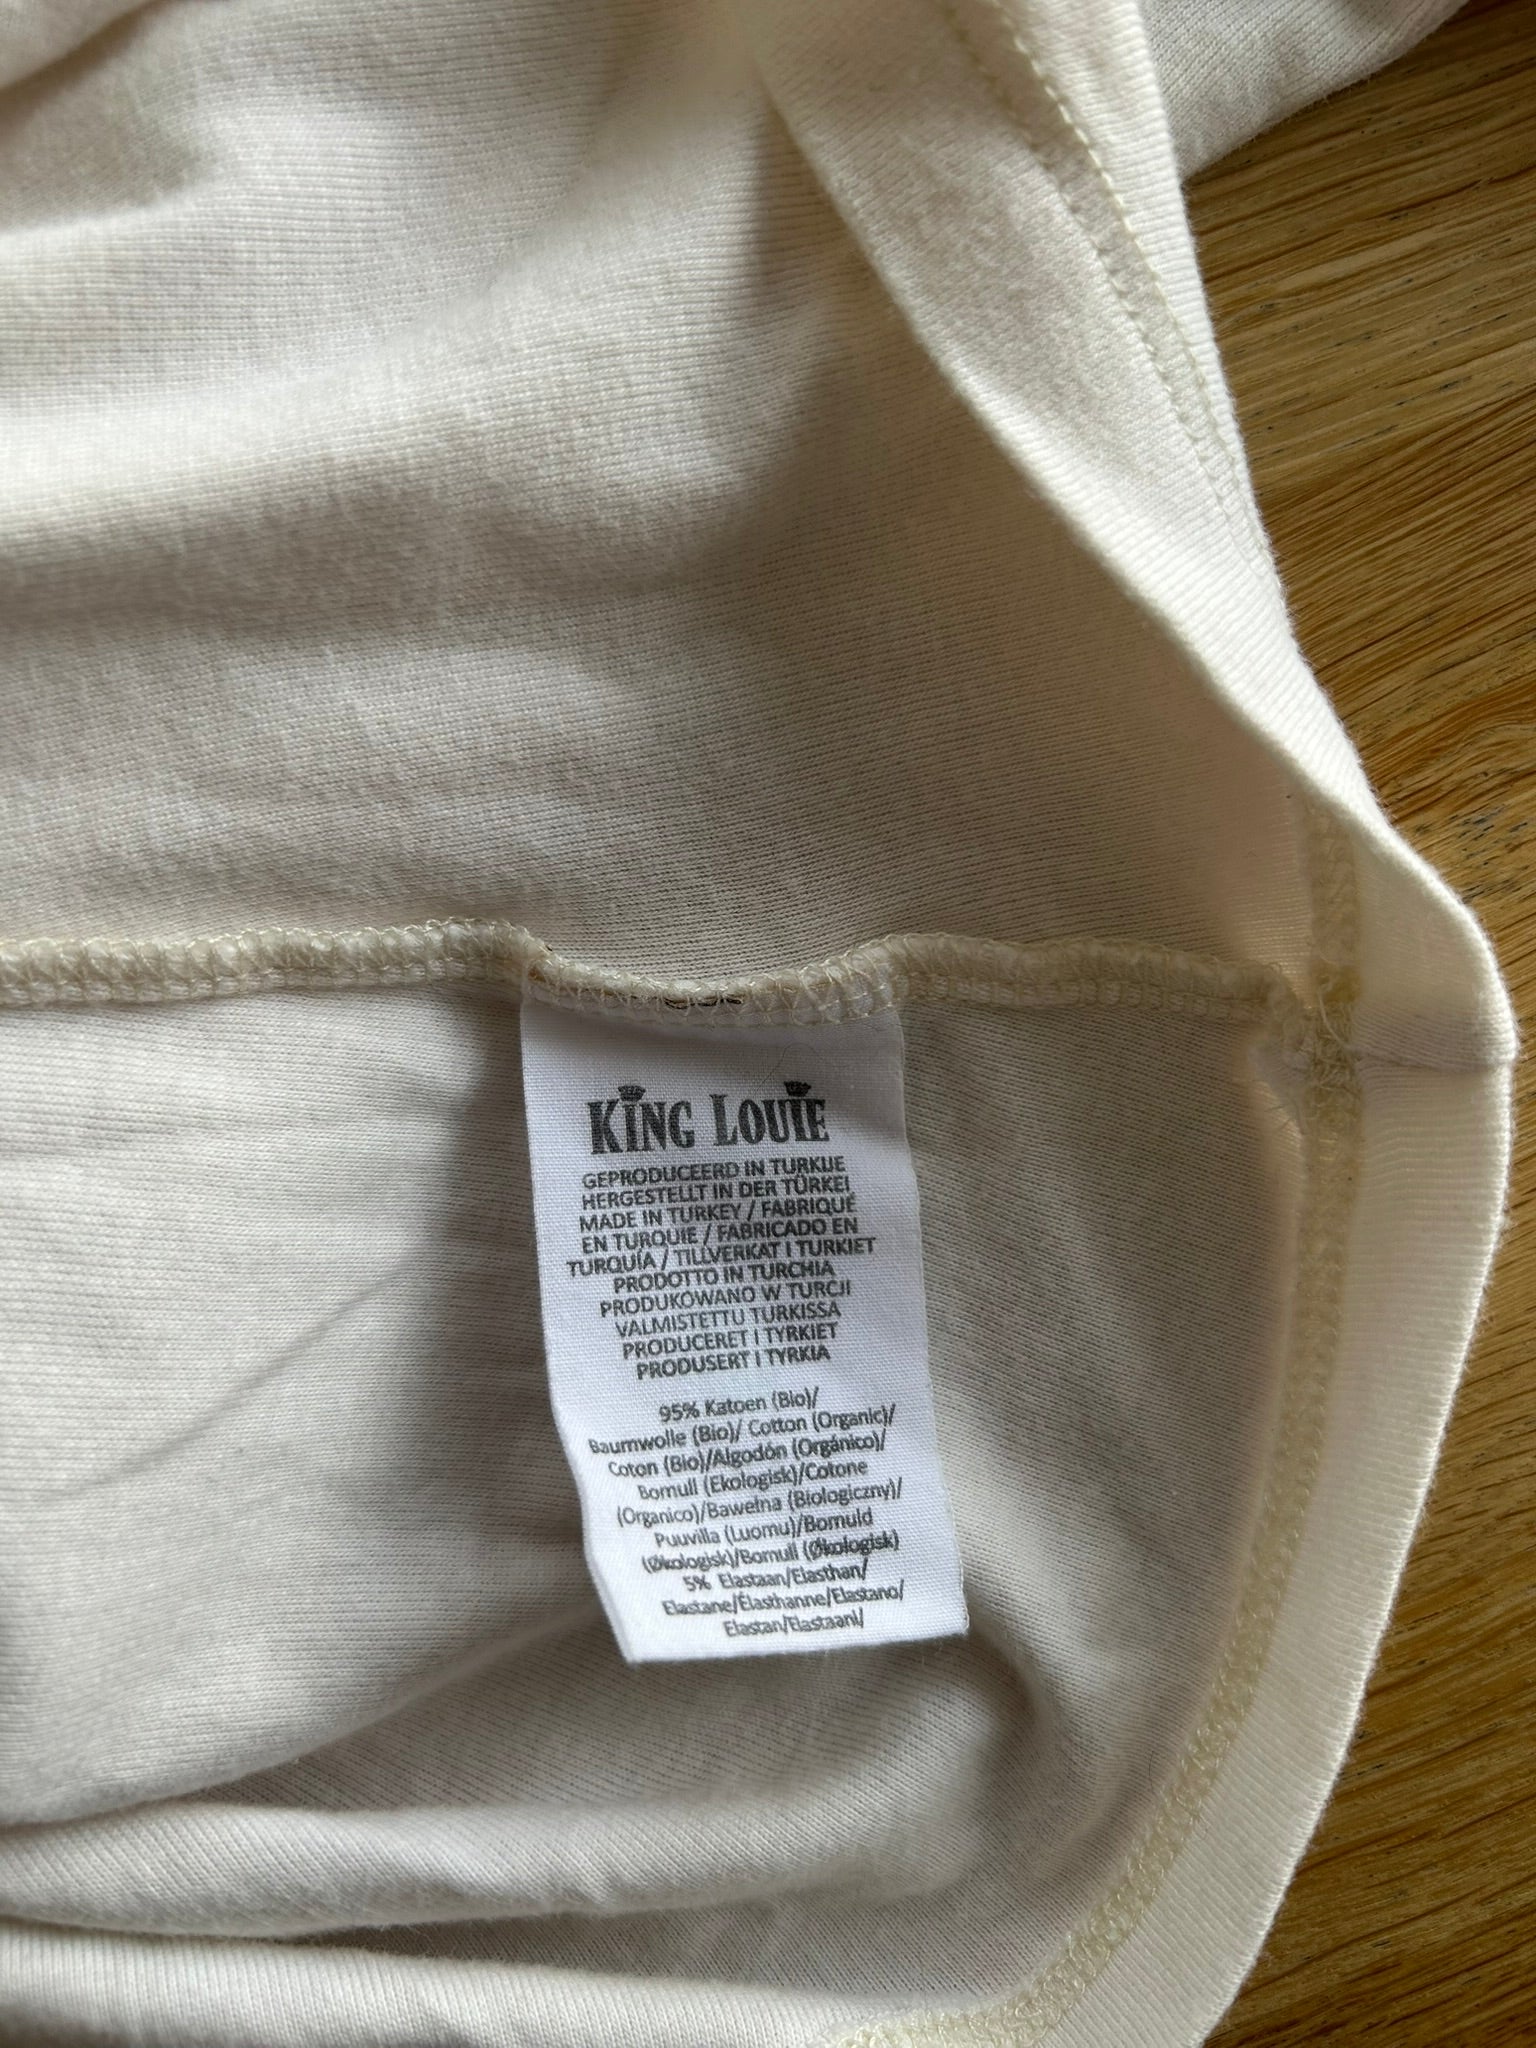 KING LOUIE
GEPRODUCEERD IN TURKIJE
HERGESTELLT IN DER TÜRKEI
MADE IN TURKEY / FABRIQUÉ
EN TURQUIE / FABRICADO EN
TURQUÍA / TILLVERKAT I TURKIET
PRODOTTO IN TURCHIA
PRODUKOWANO W TURCJI
VALMISTETTU TURKISSA
PRODUCERET I TYRKIET
PRODUSERT I TYRKIA
95% Katoen (Bio)/
Baumwolle (Bio)/ Cotton (Organic)/
Coton (Bio)/Algodón (Orgánico)/
Bomull (Ekologisk)/Cotone
(Organico)/Bawełna (Biologiczny)/
Puuvilla (Luomu)/Bomuld
(Økologisk)/Bomull (Økologisk)
5% Elastaan/Elasthan/
Elastane/Élasthanne/Elastano/
Elastan/Elastaani/